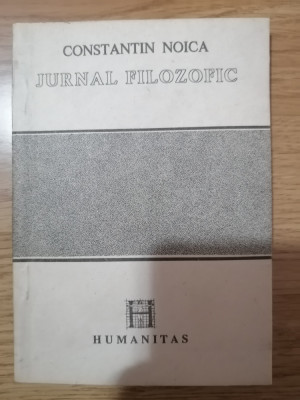 CONSTANTIN NOICA
JURNAL FILOZOFIC
HUMANITAS